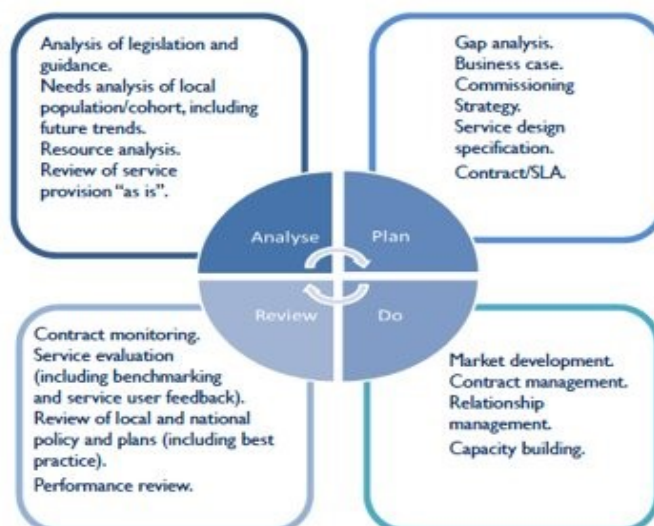 Analysis of legislation and
guidance.
Needs analysis of local
population/cohort, including
future trends.
Resource analysis.
Review of service
provision “as is”.
Gap analysis.
Business case.
Commissioning
Strategy.
Service design
specification.
Contract/SLA.
Analyse
Plan
Review
Do
Contract monitoring.
Service evaluation
(including benchmarking
and service user feedback).
Review of local and national
policy and plans (including best
practice).
Performance review.
Market development.
Contract management.
Relationship
management.
Capacity building.